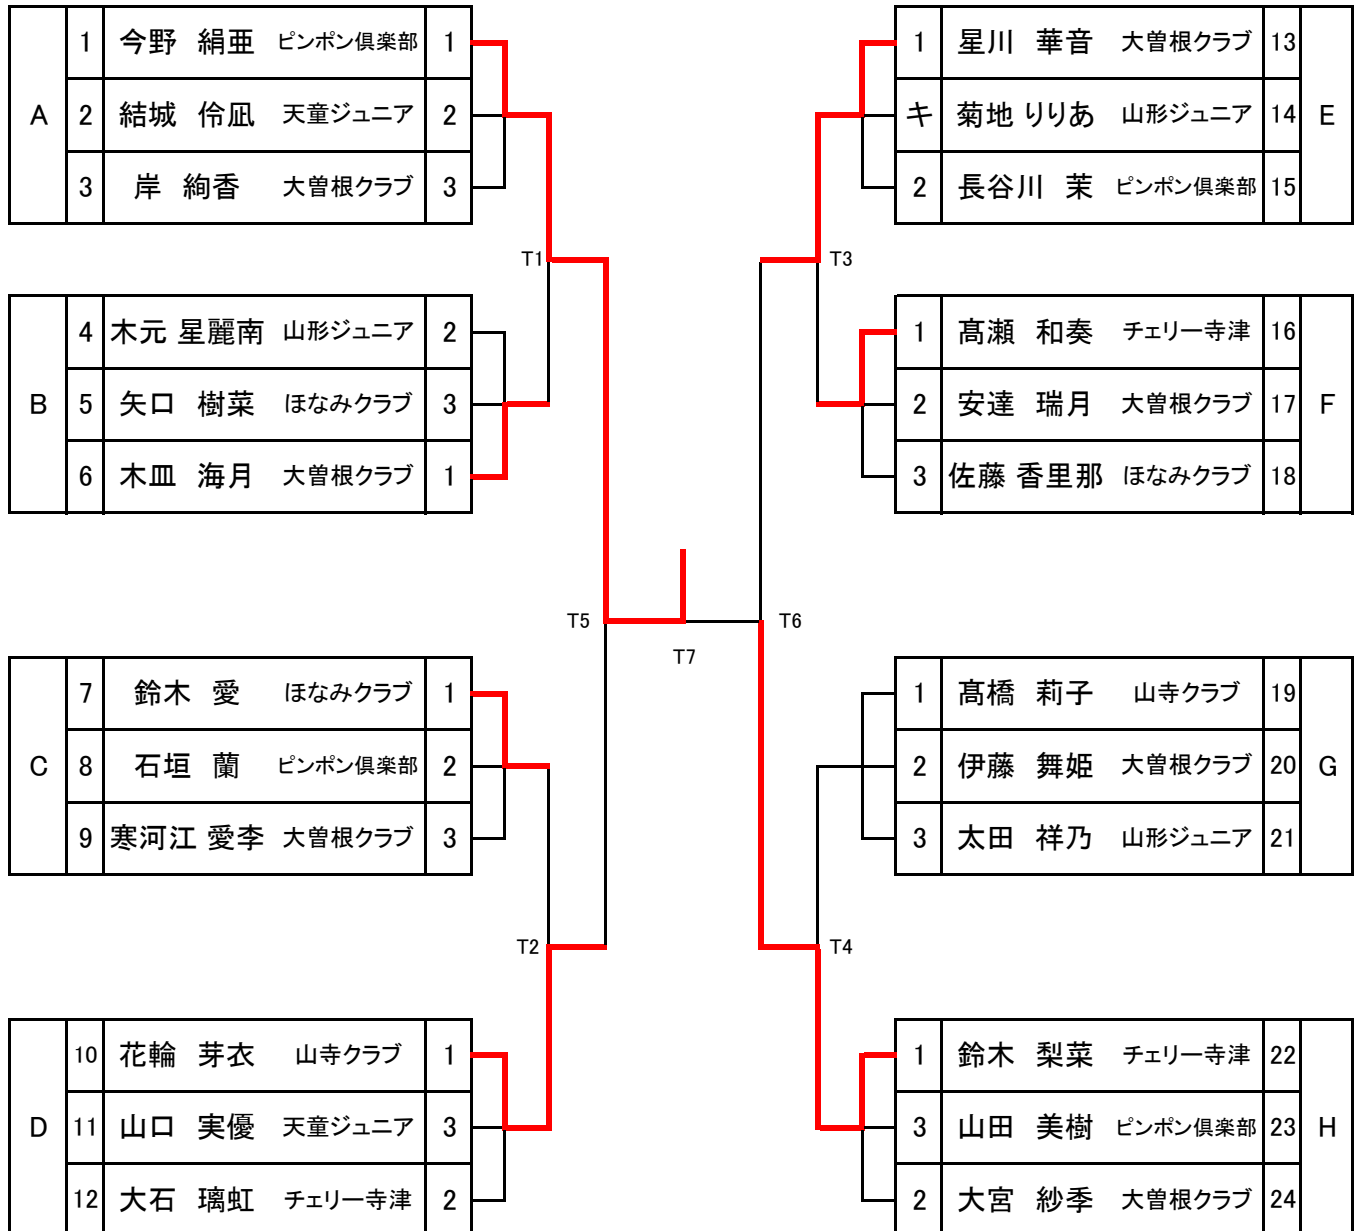 A
1 今野 絹亜 ピンポン倶楽部 1
2 結城 伶凪 天童ジュニア 2
3 岸 絢香 大曽根クラブ 3
B
4 木元 星麗南 山形ジュニア 2
5 矢口 樹菜 ほなみクラブ 3
6 木皿 海月 大曽根クラブ 1
C
7 鈴木 愛 ほなみクラブ 1
8 石垣 蘭 ピンポン倶楽部 2
9 寒河江 愛李 大曽根クラブ 3
D
10 花輪 芽衣 山寺クラブ 1
11 山口 実優 天童ジュニア 3
12 大石 璃虹 チェリー寺津 2
T1
T2
T5
T7
T6
T3
T4
1 星川 華音 大曽根クラブ 13
キ 菊地 りりあ 山形ジュニア 14
2 長谷川 茉 ピンポン倶楽部 15
E
1 髙瀬 和奏 チェリー寺津 16
2 安達 瑞月 大曽根クラブ 17
3 佐藤 香里那 ほなみクラブ 18
F
1 髙橋 莉子 山寺クラブ 19
2 伊藤 舞姫 大曽根クラブ 20
3 太田 祥乃 山形ジュニア 21
G
1 鈴木 梨菜 チェリー寺津 22
3 山田 美樹 ピンポン倶楽部 23
2 大宮 紗季 大曽根クラブ 24
H